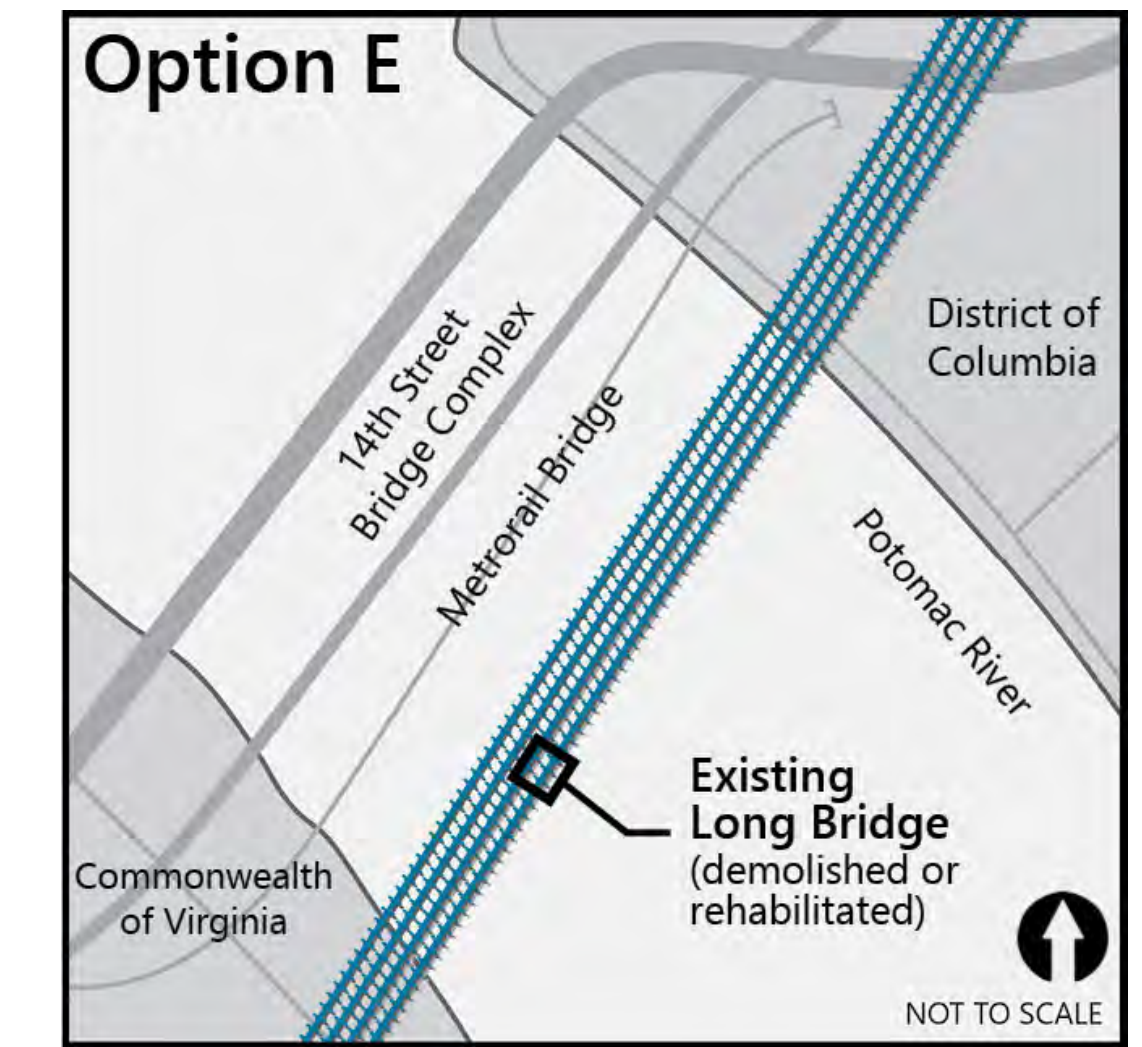 Option E
14th Street
Bridge Complex
Metrorail Bridge
District of
Columbia
Potomac River
Existing
Long Bridge
(demolished or
rehabilitated)
Commonwealth
of Virginia
NOT TO SCALE